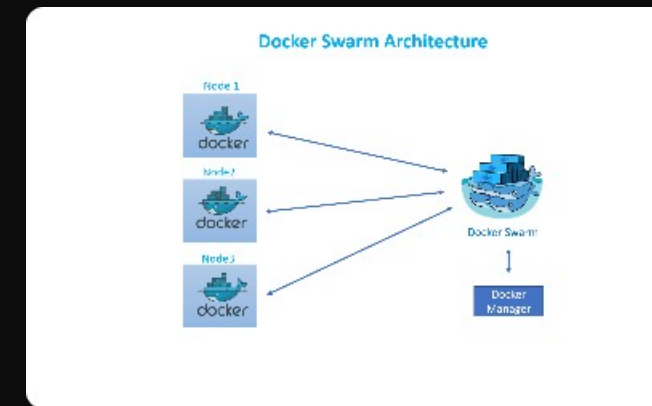 Docker Swarm Architecture
Node 1
docker
Node2
docker
Node3
docker
Docker Swarm
Docker
Manager